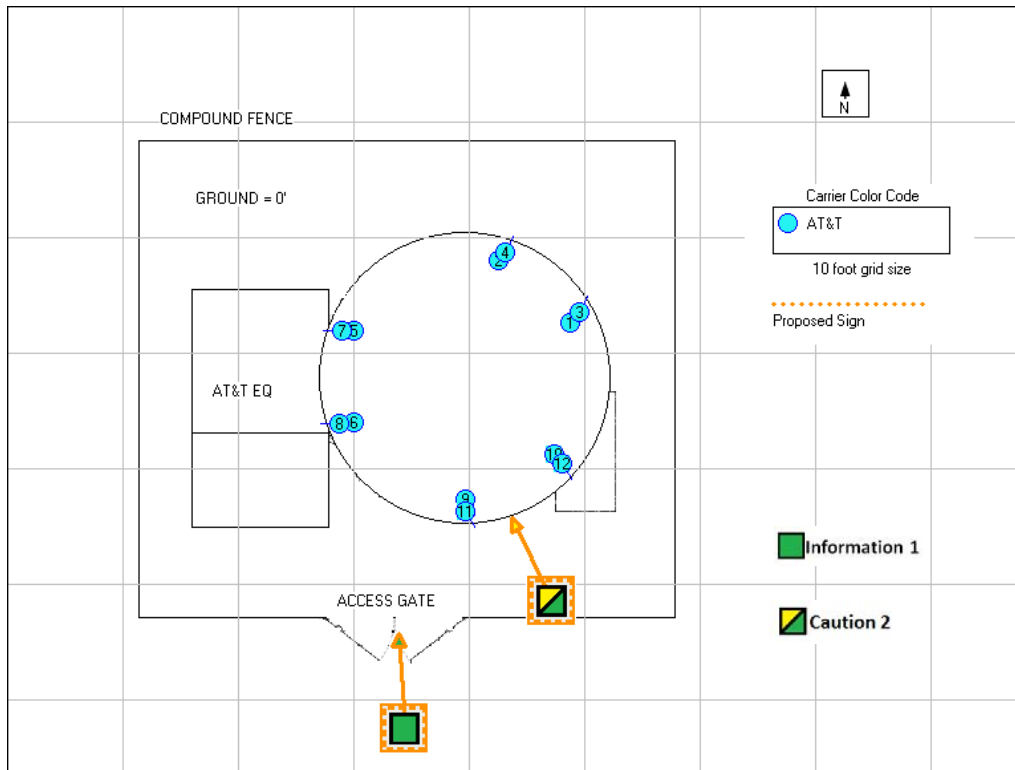 N
COMPOUND FENCE
GROUND = 0'
Carrier Color Code
AT&T
10 foot grid size
Proposed Sign
2 4
1 3
7 5
AT&T EQ
8 6
10 12
9
11
Information 1
ACCESS GATE
Caution 2